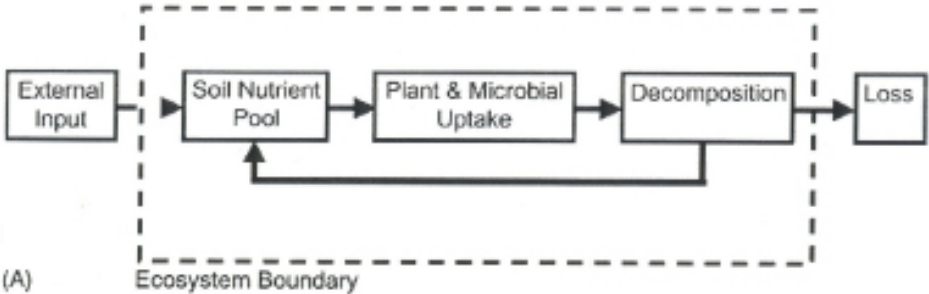 External
Input
Soil Nutrient
Pool
Plant & Microbial
Uptake
Decomposition
Loss
(A)
Ecosystem Boundary